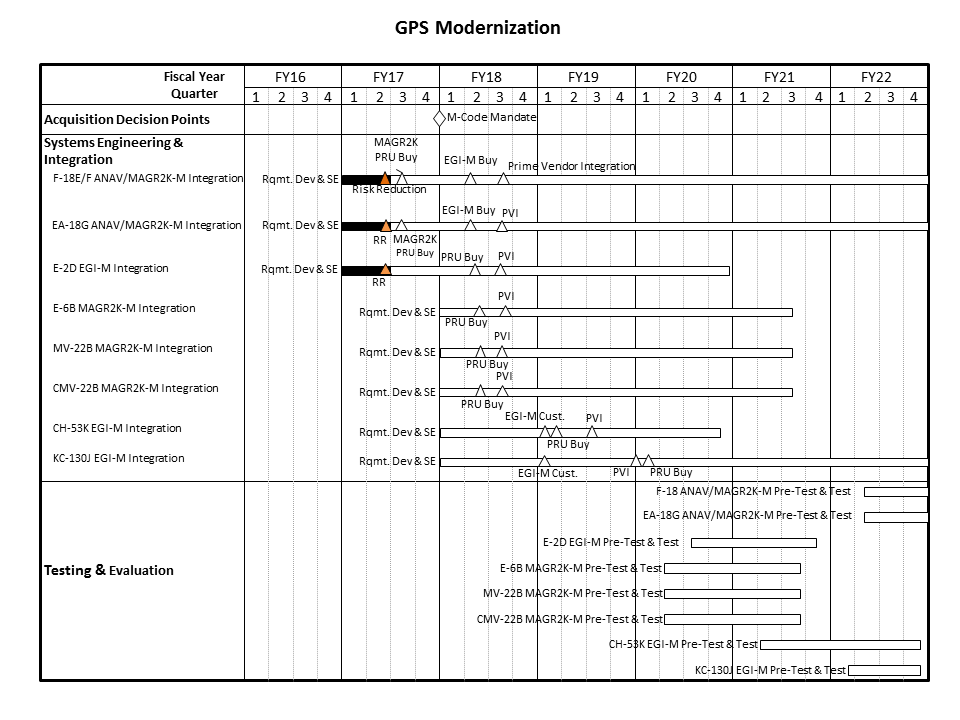 GPS Modernization
Fiscal Year FY16 FY17 FY18 FY19 FY20 FY21 FY22
Quarter 1 2 3 4 1 2 3 4 1 2 3 4 1 2 3 4 1 2 3 4 1 2 3 4 1 2 3 4
Acquisition Decision Points M-Code Mandate
Systems Engineering &
Integration
MAGR2K
PRU Buy EGI-M Buy Prime Vendor Integration
F-18E/F ANAV/MAGR2K-M Integration Rqmt. Dev & SE
Risk Reduction
EGI-M Buy PVI
EA-18G ANAV/MAGR2K-M Integration Rqmt. Dev & SE
RR MAGR2K
PRU Buy
PRU Buy PVI
E-2D EGI-M Integration Rqmt. Dev & SE
RR
PVI
E-6B MAGR2K-M Integration Rqmt. Dev & SE
PRU Buy
PVI
MV-22B MAGR2K-M Integration Rqmt. Dev & SE
PRU Buy
PVI
CMV-22B MAGR2K-M Integration Rqmt. Dev & SE
PRU Buy
EGI-M Cust. PVI
CH-53K EGI-M Integration Rqmt. Dev & SE
PRU Buy
KC-130J EGI-M Integration Rqmt. Dev & SE
EGI-M Cust. PVI PRU Buy
F-18 ANAV/MAGR2K-M Pre-Test & Test
EA-18G ANAV/MAGR2K-M Pre-Test & Test
E-2D EGI-M Pre-Test & Test
Testing & Evaluation
E-6B MAGR2K-M Pre-Test & Test
MV-22B MAGR2K-M Pre-Test & Test
CMV-22B MAGR2K-M Pre-Test & Test
CH-53K EGI-M Pre-Test & Test
KC-130J EGI-M Pre-Test & Test